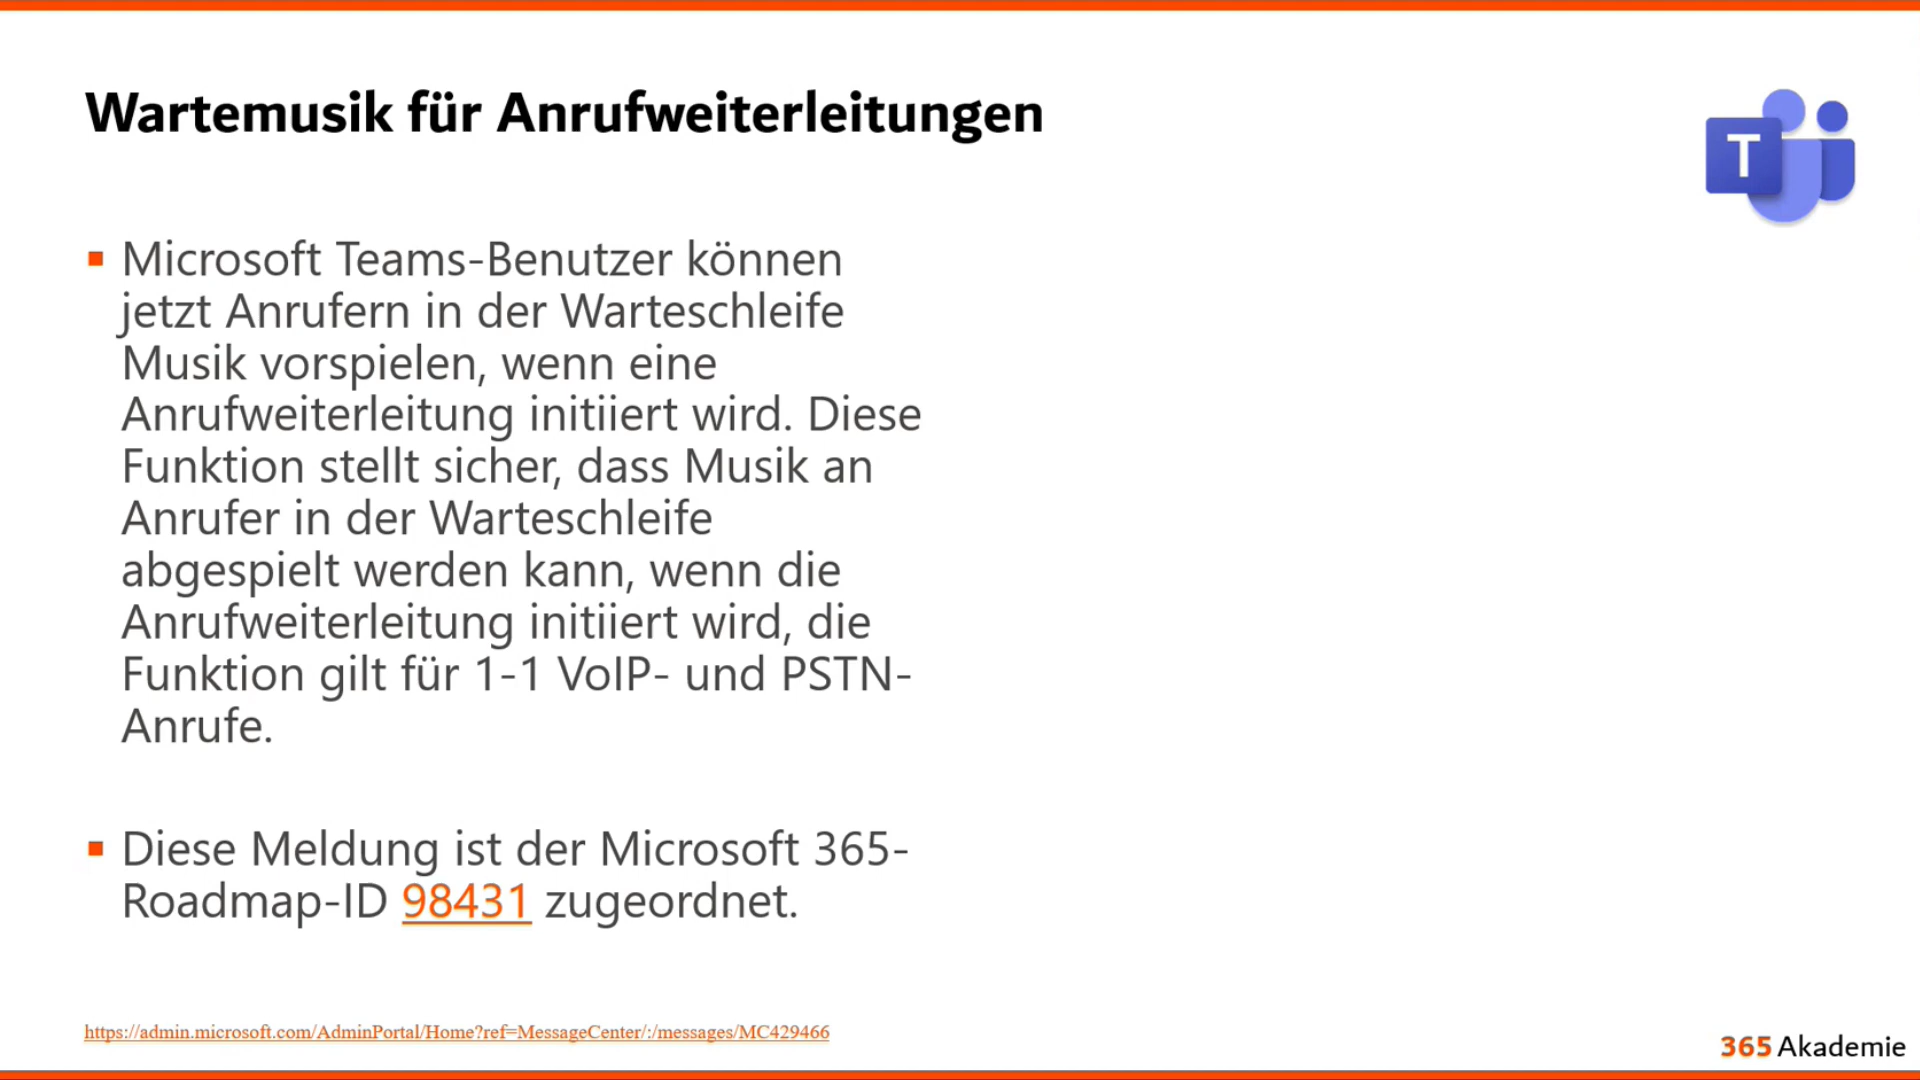 Wartemusik für Anrufweiterleitungen
T
Microsoft Teams-Benutzer können
jetzt Anrufern in der Warteschleife
Musik vorspielen, wenn eine
Anrufweiterleitung initiiert wird. Diese
Funktion stellt sicher, dass Musik an
Anrufer in der Warteschleife
abgespielt werden kann, wenn die
Anrufweiterleitung initiiert wird, die
Funktion gilt für 1-1 VoIP- und PSTN-
Anrufe.
Diese Meldung ist der Microsoft 365-
Roadmap-ID 98431 zugeordnet.
https://admin.microsoft.com/AdminPortal/Home?ref=MessageCenter/:/messages/MC429466
365 Akademie